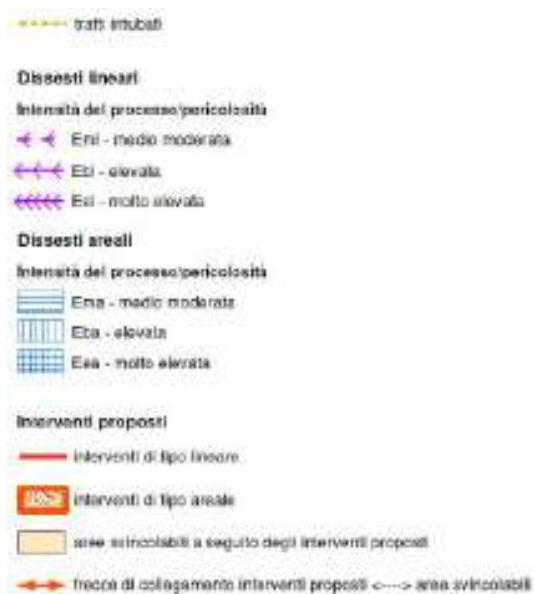 tratti intubati
Dissesti lineari
Intensità del processo/pericolosità
Eml - medio moderata
Ebl - elevata
Eel - molto elevata
Dissesti areali
Intensità del processo/pericolosità
Ema - medio moderata
Eba - elevata
Eea - molto elevata
Interventi proposti
interventi di tipo lineare
interventi di tipo areale
aree svincolabili a seguito degli interventi proposti
frecce di collegamento interventi proposti <----> area svincolabili